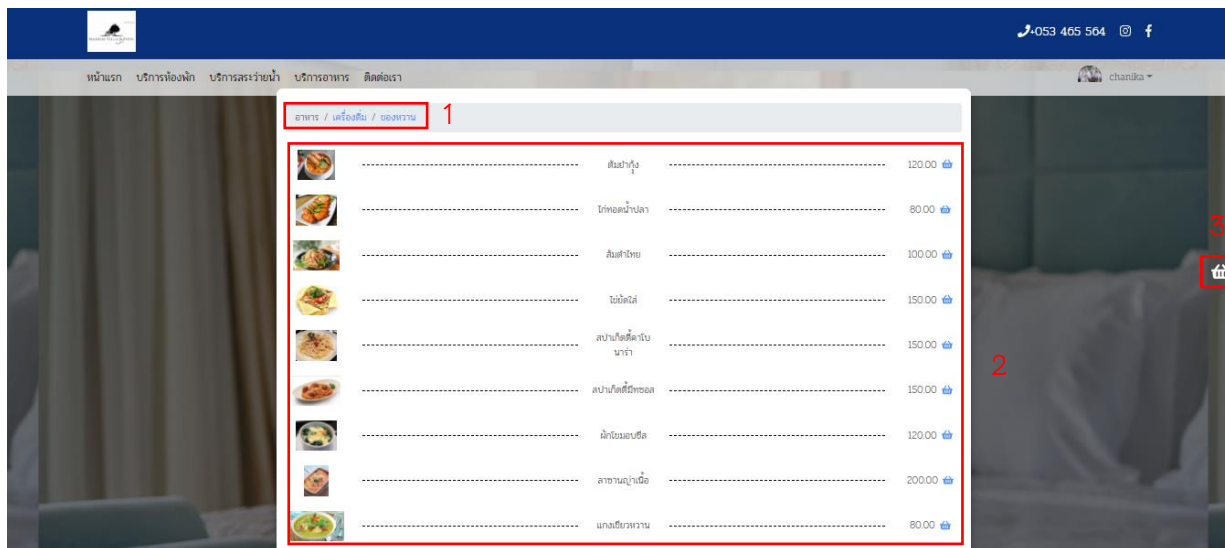 +053 465 564
หน้าแรก บริการห้องพัก บริการสระว่ายน้ำ บริการอาหาร ติดต่อเรา chanika
อาหาร / เครื่องดื่ม / ของหวาน 1
ต้มยำกุ้ง 120.00
ไก่ทอดน้ำปลา 80.00
3
ส้มตำไทย 100.00
ไข่ยัดไส้ 150.00
สปาเก็ตตี้คาโบ
นาร่า 150.00
2
สปาเก็ตตี้มีทซอส 150.00
ผักโขมอบชีส 120.00
ลาซานญ่าเนื้อ 200.00
แกงเขียวหวาน 80.00